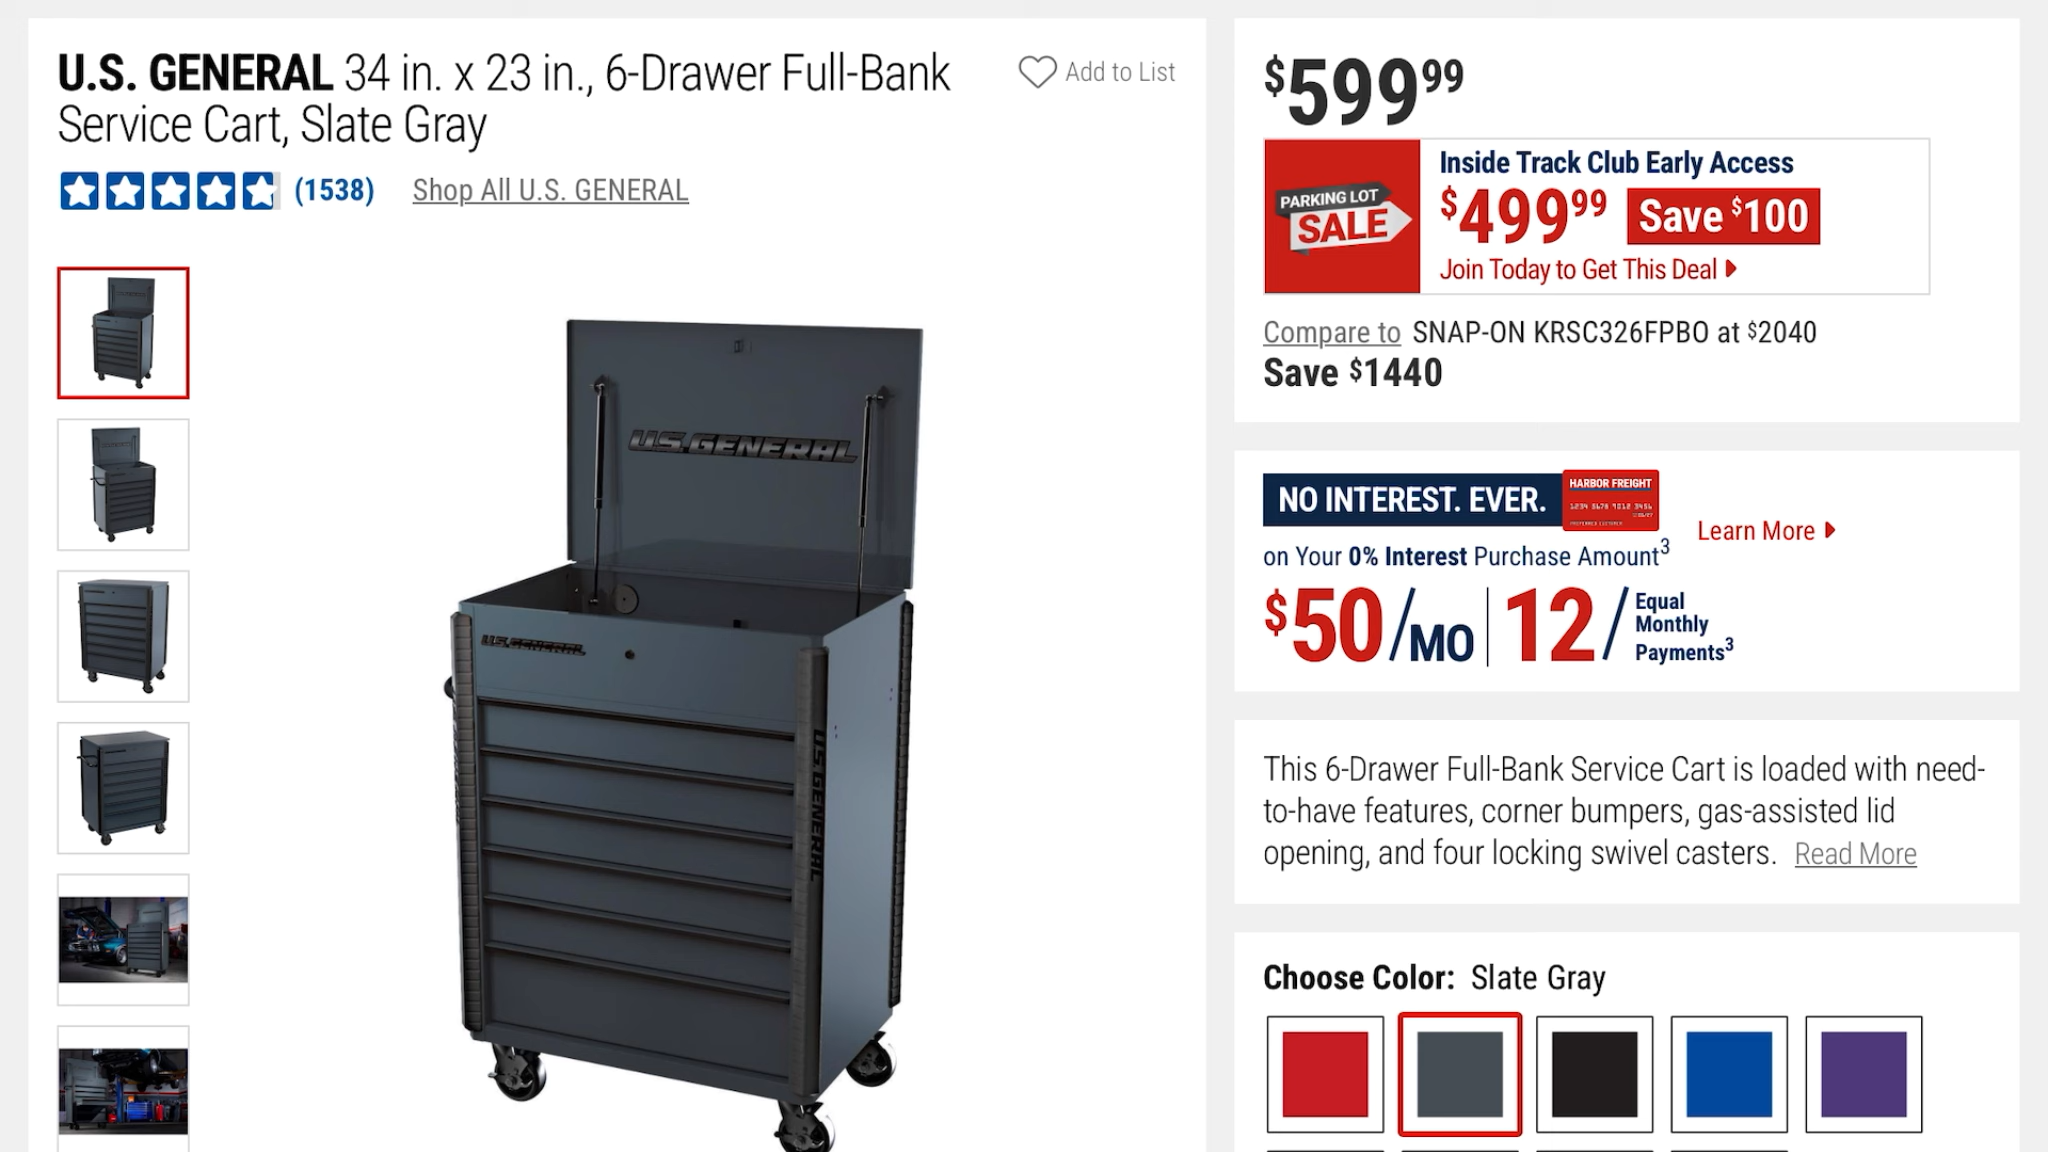 U.S. GENERAL 34 in. x 23 in., 6-Drawer Full-Bank
Service Cart, Slate Gray
Add to List
(1538)
Shop All U.S. GENERAL
U.S.GENERAL
U.S.GENERAL
U.S.GENERAL
$599.99
PARKING LOT
SALE
Inside Track Club Early Access
$499.99 Save $100
Join Today to Get This Deal
Compare to SNAP-ON KRSC326FPBO at $2040
Save $1440
NO INTEREST. EVER.
HARBOR FREIGHT
1234 5678 9012 3456
Learn More
on Your 0% Interest Purchase Amount3
$50/MO 12/ Equal
Monthly
Payments3
This 6-Drawer Full-Bank Service Cart is loaded with need-
to-have features, corner bumpers, gas-assisted lid
opening, and four locking swivel casters. Read More
Choose Color: Slate Gray